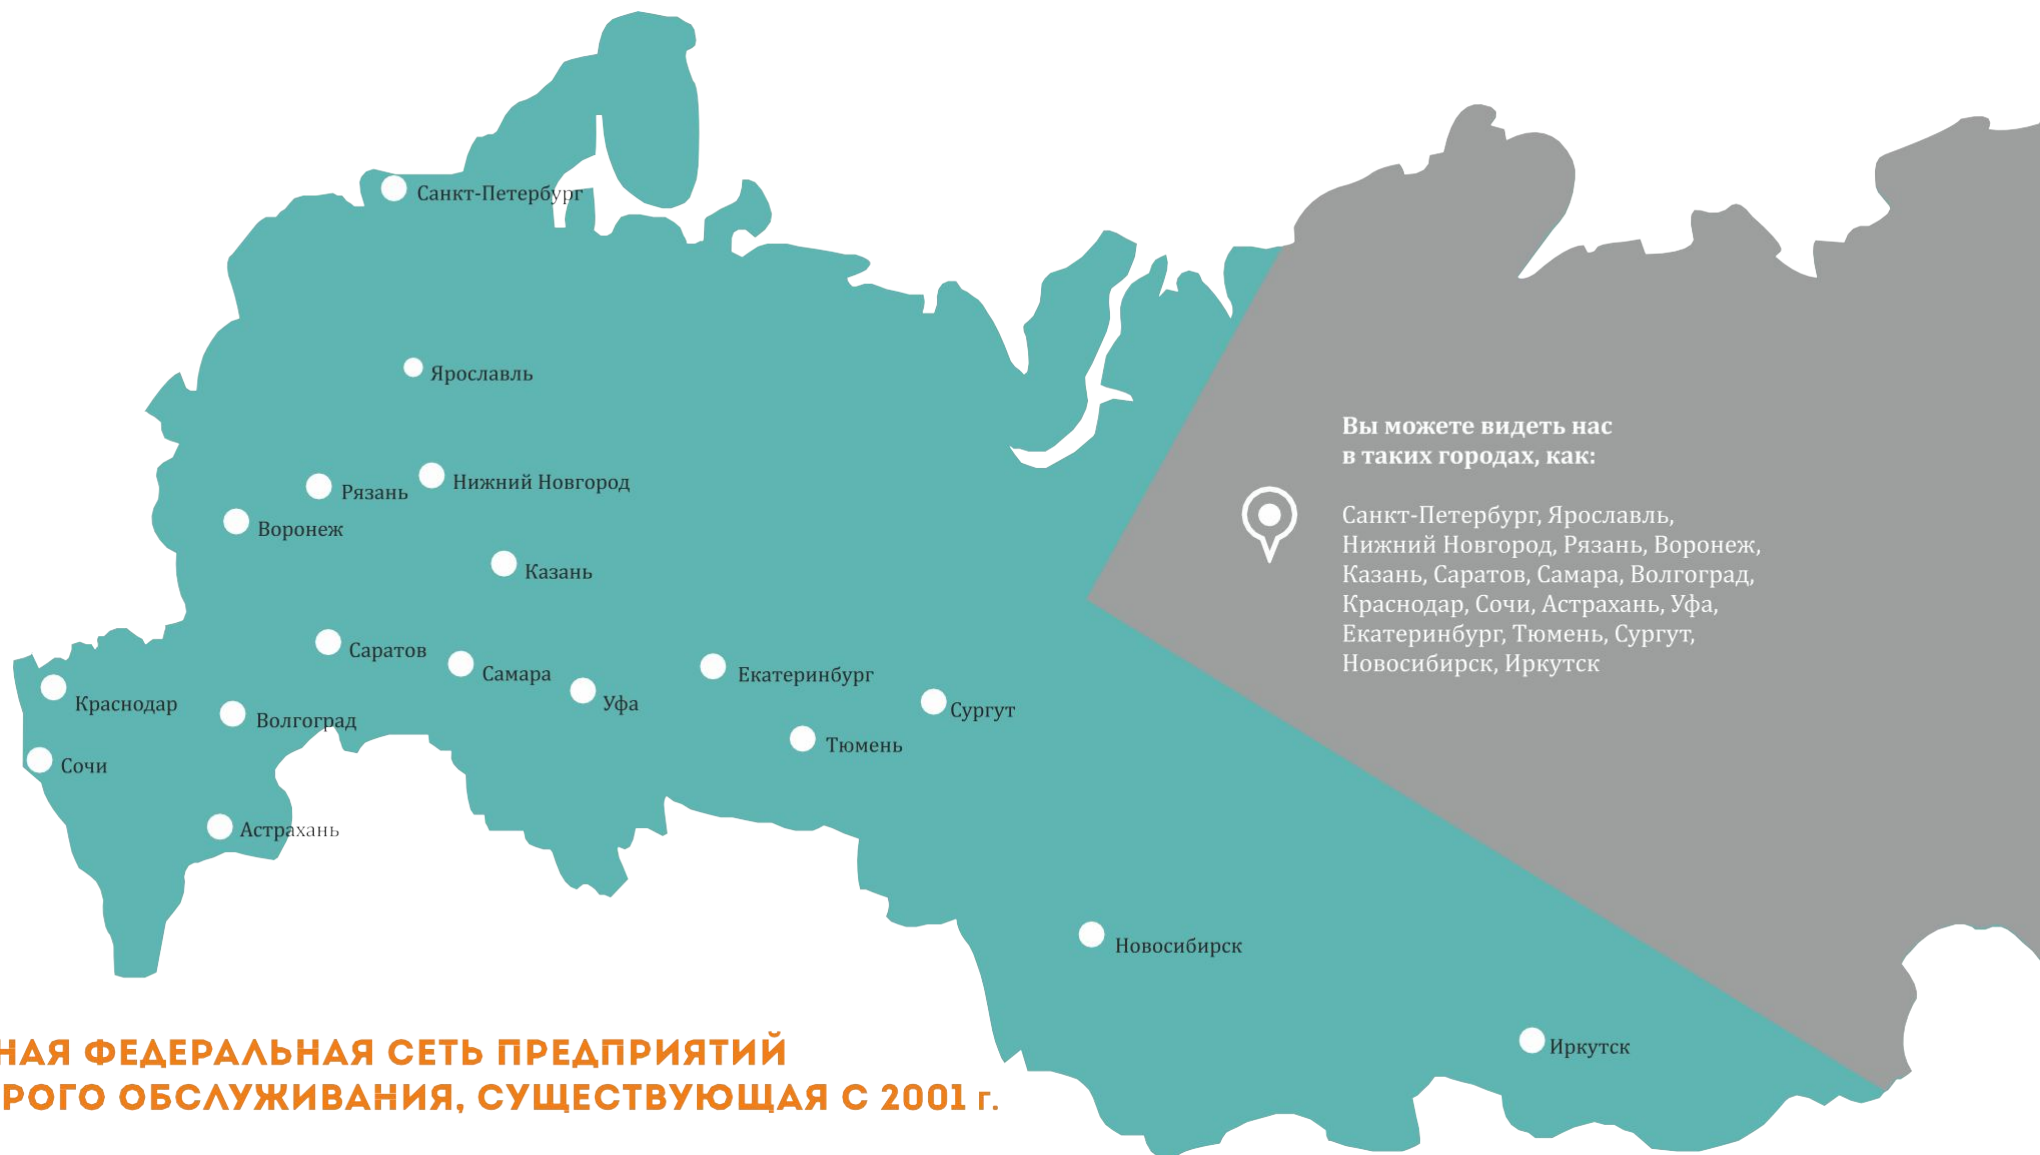 Санкт-Петербург
Ярославль
Нижний Новгород
Рязань
Воронеж
Казань
Саратов
Самара
Екатеринбург
Уфа
Сургут
Краснодар
Волгоград
Тюмень
Сочи
Астрахань
Новосибирск
Иркутск
Вы можете видеть нас
в таких городах, как:
Санкт-Петербург, Ярославль,
Нижний Новгород, Рязань, Воронеж,
Казань, Саратов, Самара, Волгоград,
Краснодар, Сочи, Астрахань, Уфа,
Екатеринбург, Тюмень, Сургут,
Новосибирск, Иркутск
ФЕДЕРАЛЬНАЯ СЕТЬ ПРЕДПРИЯТИЙ
ОБСЛУЖИВАНИЯ, СУЩЕСТВУЮЩАЯ С 2001 г.